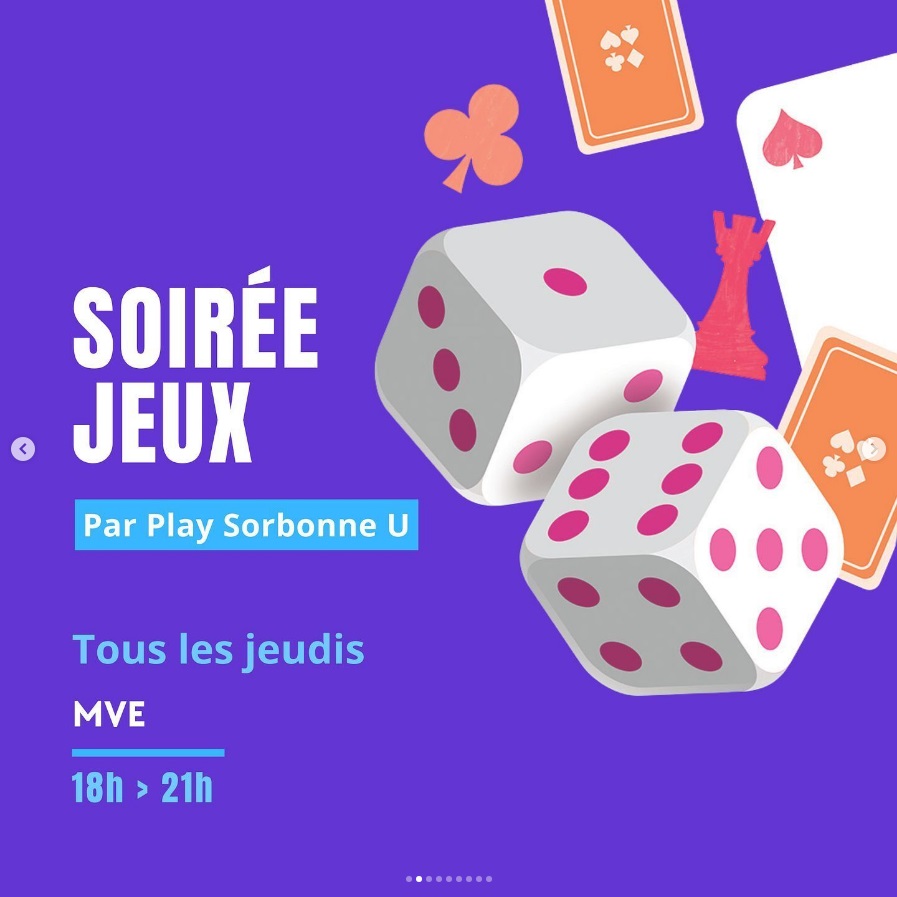 SOIRÉE
JEUX
Par Play Sorbonne U
Tous les jeudis
MVE
18h > 21h